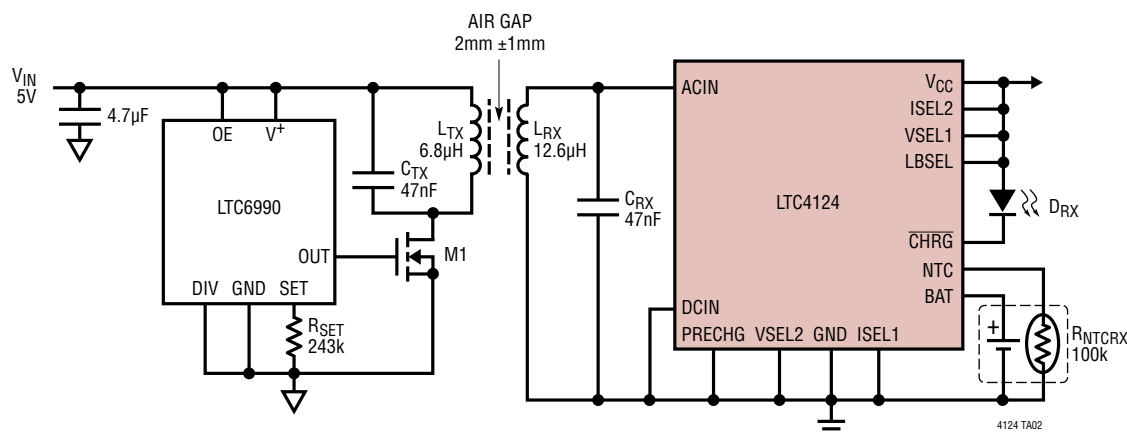 AIR GAP
2mm ±1mm
VIN
5V
4.7µF
OE
V+
LTC6990
OUT
DIV
GND
SET
RSET
243k
CTX
47nF
LTX
6.8µH
LRX
12.6µH
M1
CRX
47nF
ACIN
DCIN
LTC4124
VCC
ISEL2
VSEL1
LBSEL
CHRG
NTC
BAT
PRECHG
VSEL2
GND
ISEL1
DRX
+
RNTCRX
100k
4124 TA02